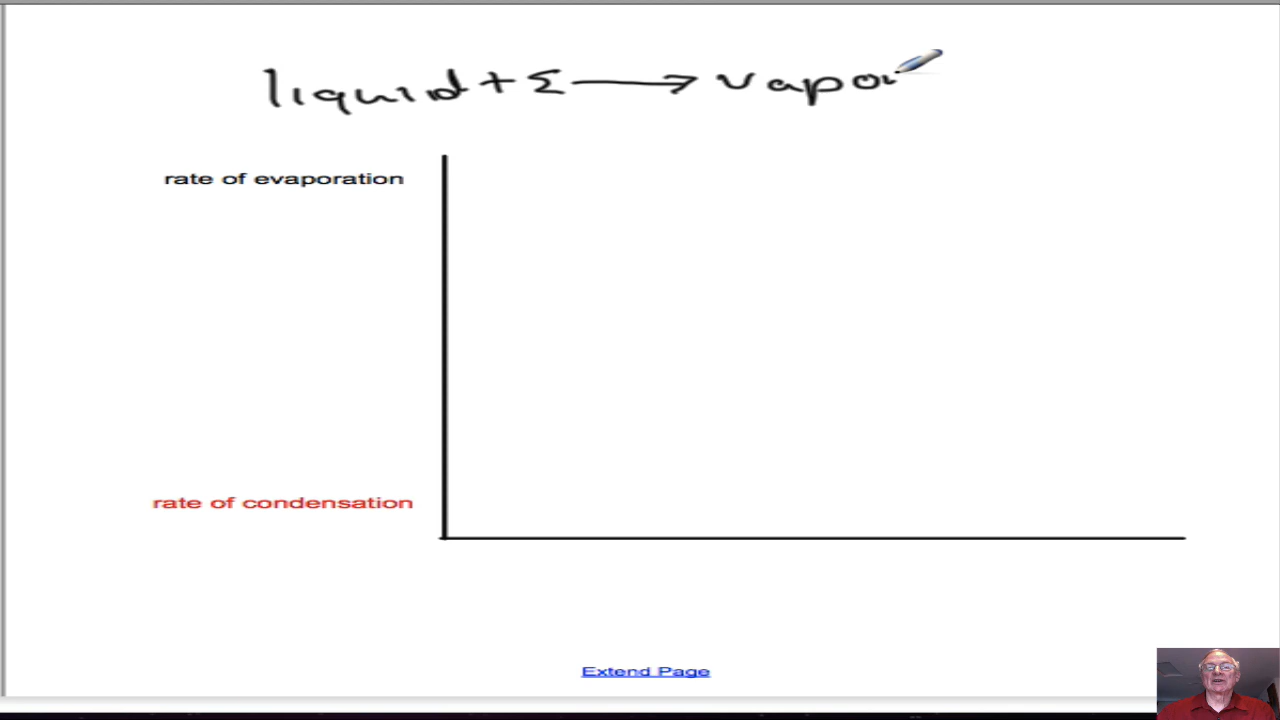 liquid + Σ → vapor
rate of evaporation
rate of condensation
Extend Page